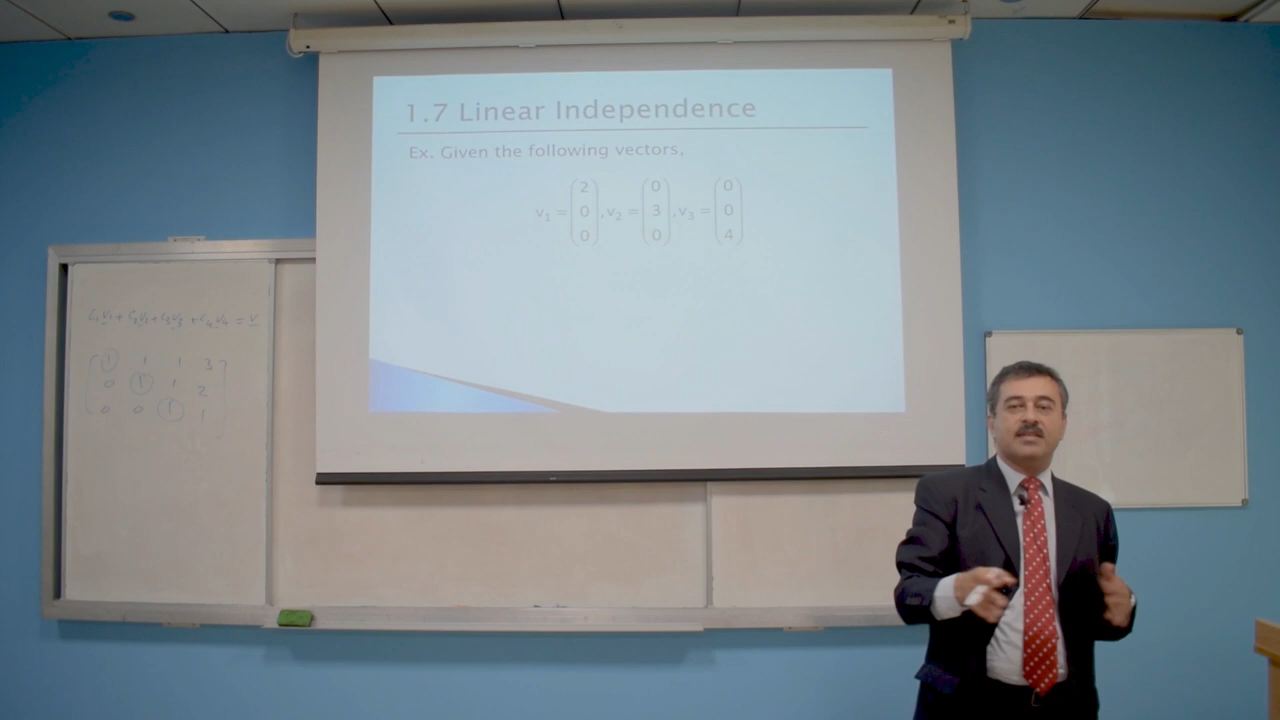 1.7 Linear Independence
Ex. Given the following vectors,
v₁ = (2 0 0), v₂ = (0 3 0), v₃ = (0 0 4)
c₁v₁ + c₂v₂ + c₃v₃ + c₄v₄ = v
1 1 1 3
0 1 1 2
0 0 1 1